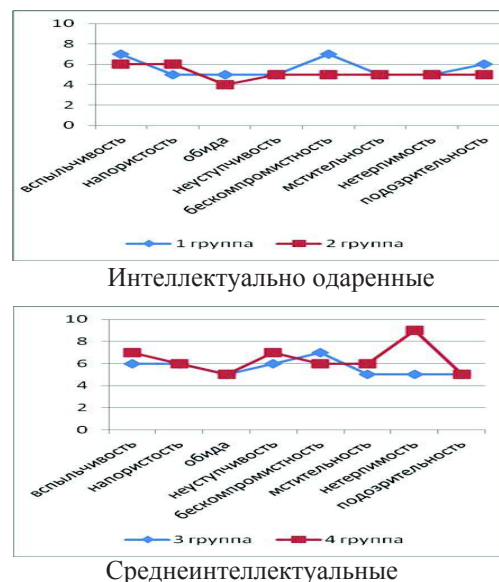 10
8
6
4
2
0
вспыльчивость
напористость
обида
неуступчивость
бескомпромистность
мстительность
нетерпимость
подозрительность
1 группа
2 группа
Интеллектуально одаренные
10
8
6
4
2
0
вспыльчивость
напористость
обида
неуступчивость
бескомпромистность
мстительность
нетерпимость
подозрительность
3 группа
4 группа
Среднеинтеллектуальные